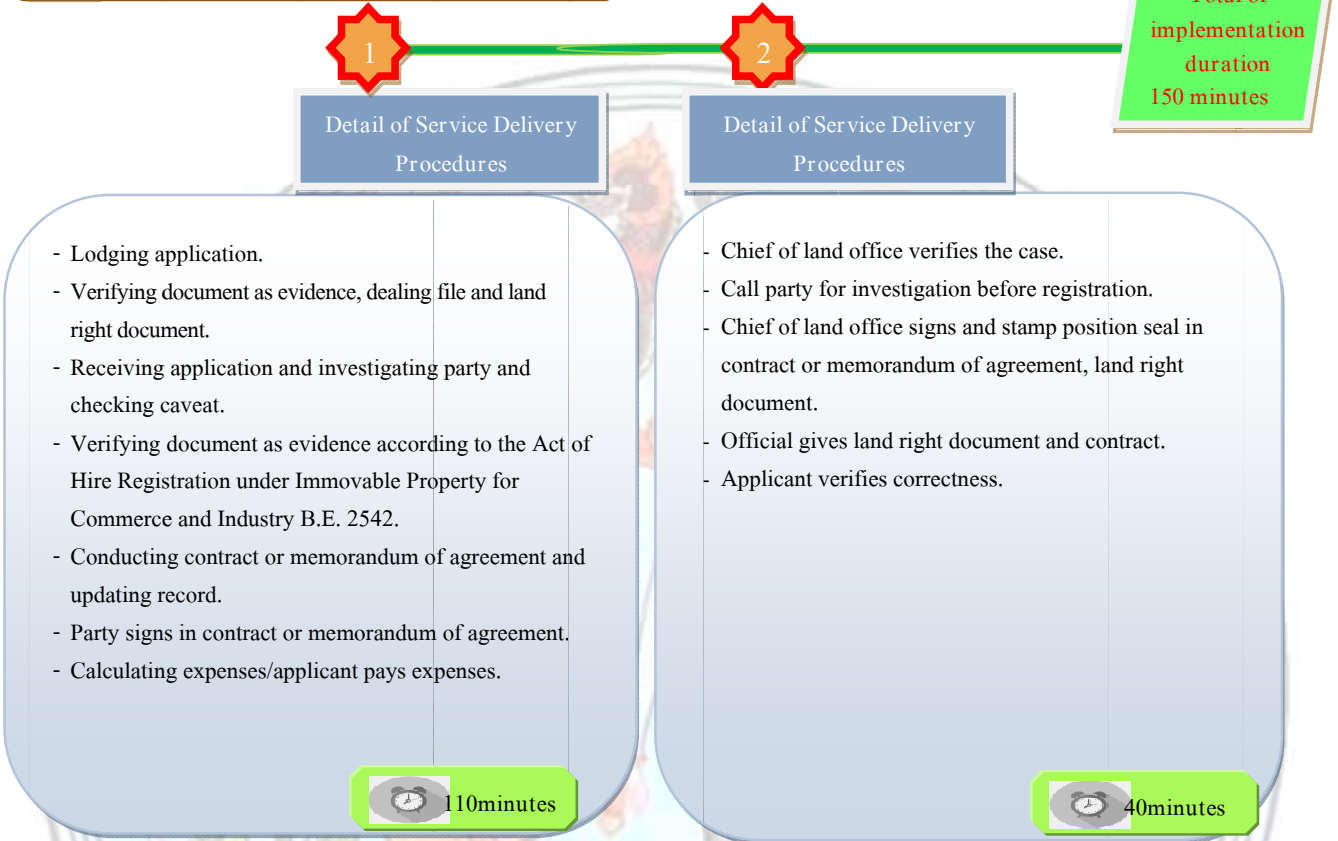 implementation
duration
150 minutes
1
2
Detail of Service Delivery
Procedures
Detail of Service Delivery
Procedures
- Lodging application.
- Verifying document as evidence, dealing file and land
right document.
- Receiving application and investigating party and
checking caveat.
- Verifying document as evidence according to the Act of
Hire Registration under Immovable Property for
Commerce and Industry B.E. 2542.
- Conducting contract or memorandum of agreement and
updating record.
- Party signs in contract or memorandum of agreement.
- Calculating expenses/applicant pays expenses.
110minutes
- Chief of land office verifies the case.
- Call party for investigation before registration.
- Chief of land office signs and stamp position seal in
contract or memorandum of agreement, land right
document.
- Official gives land right document and contract.
- Applicant verifies correctness.
40minutes